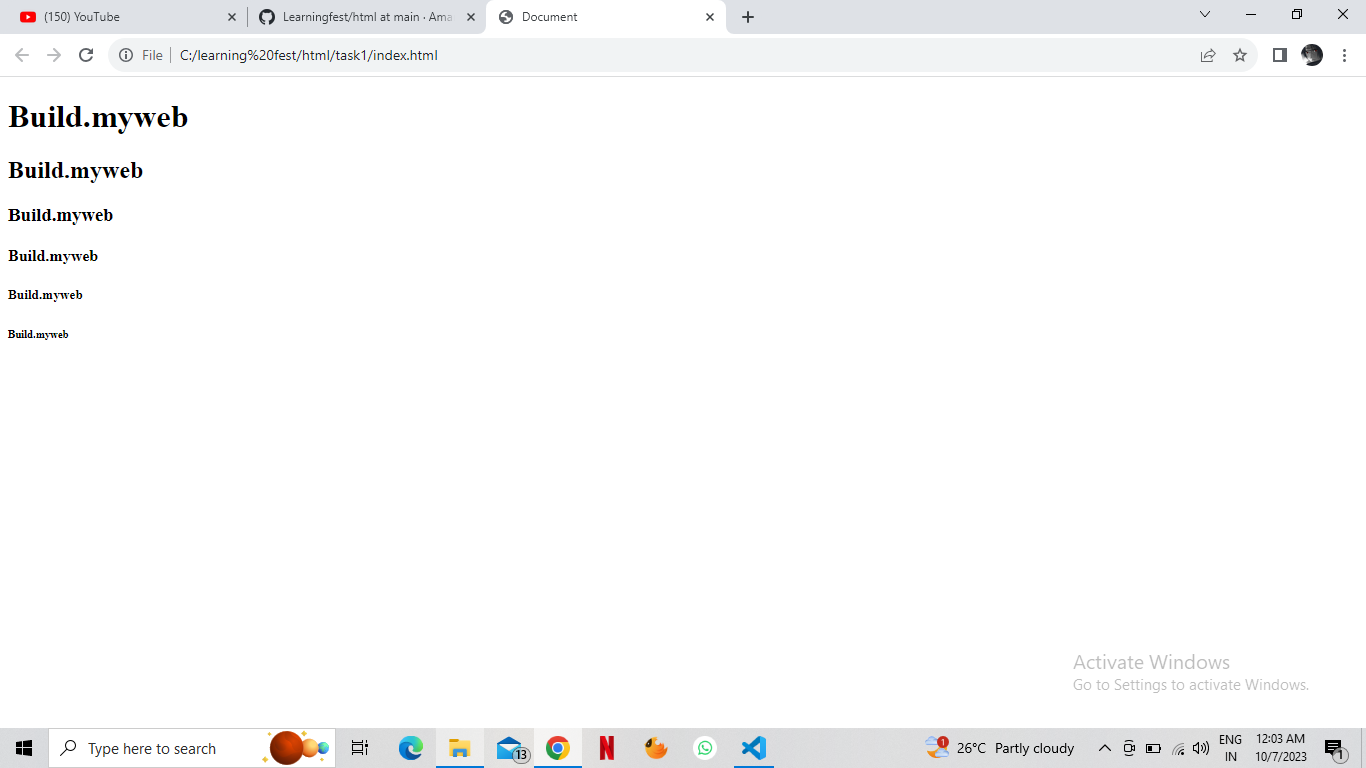 (150) YouTube
Learningfest/html at main · Ama
Document
File
C:/learning%20fest/html/task1/index.html
Build.myweb
Build.myweb
Build.myweb
Build.myweb
Build.myweb
Build.myweb
Activate Windows
Go to Settings to activate Windows.
Type here to search
13
N
1
26°C Partly cloudy
ENG
IN
12:03 AM
10/7/2023
1